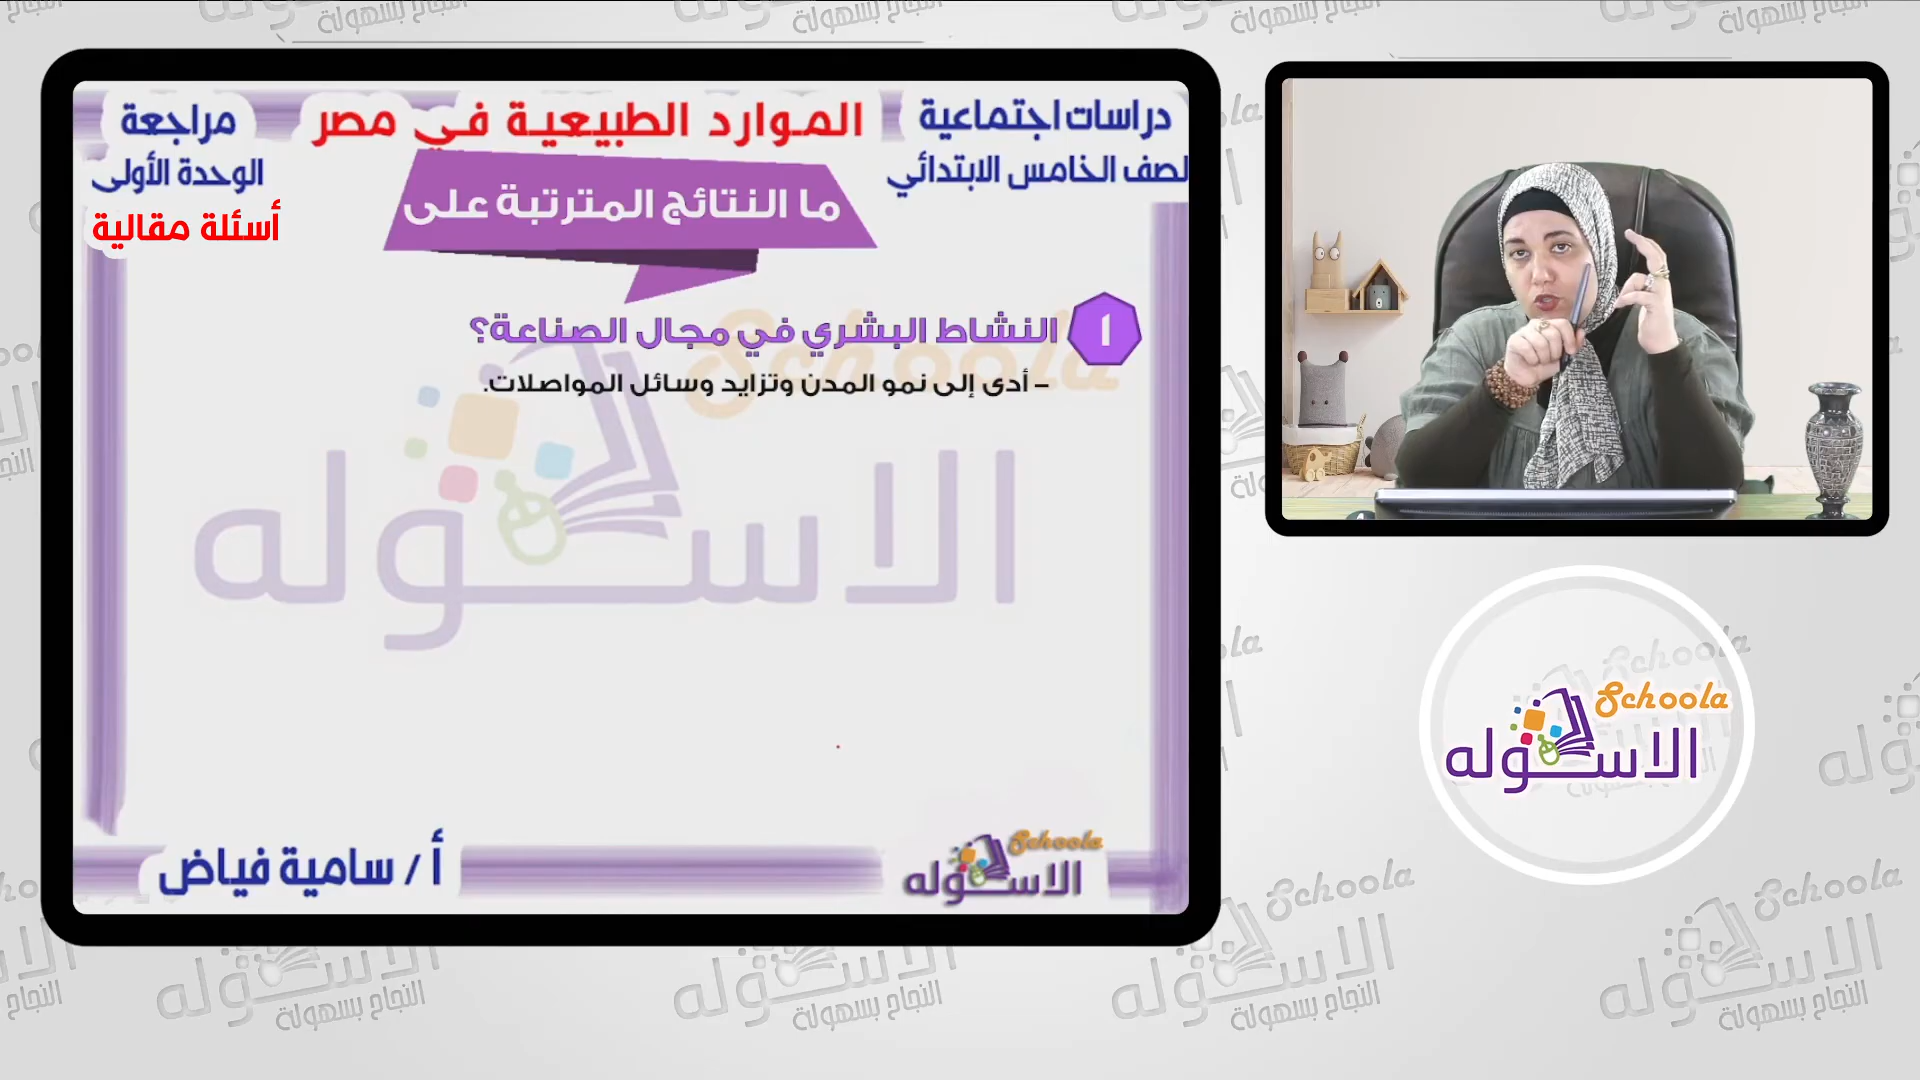 دراسات اجتماعية
لصف الخامس الابتدائي
الموارد الطبيعية في مصر
مراجعة
الوحدة الأولى
أسئلة مقالية
ما النتائج المترتبة على
١
النشاط البشري في مجال الصناعة؟
– أدى إلى نمو المدن وتزايد وسائل المواصلات.
Schoola
الاسكوله
أ / سامية فياض
Schoola
الاسكوله
Schoola
الاسكوله
النجاح بسهولة